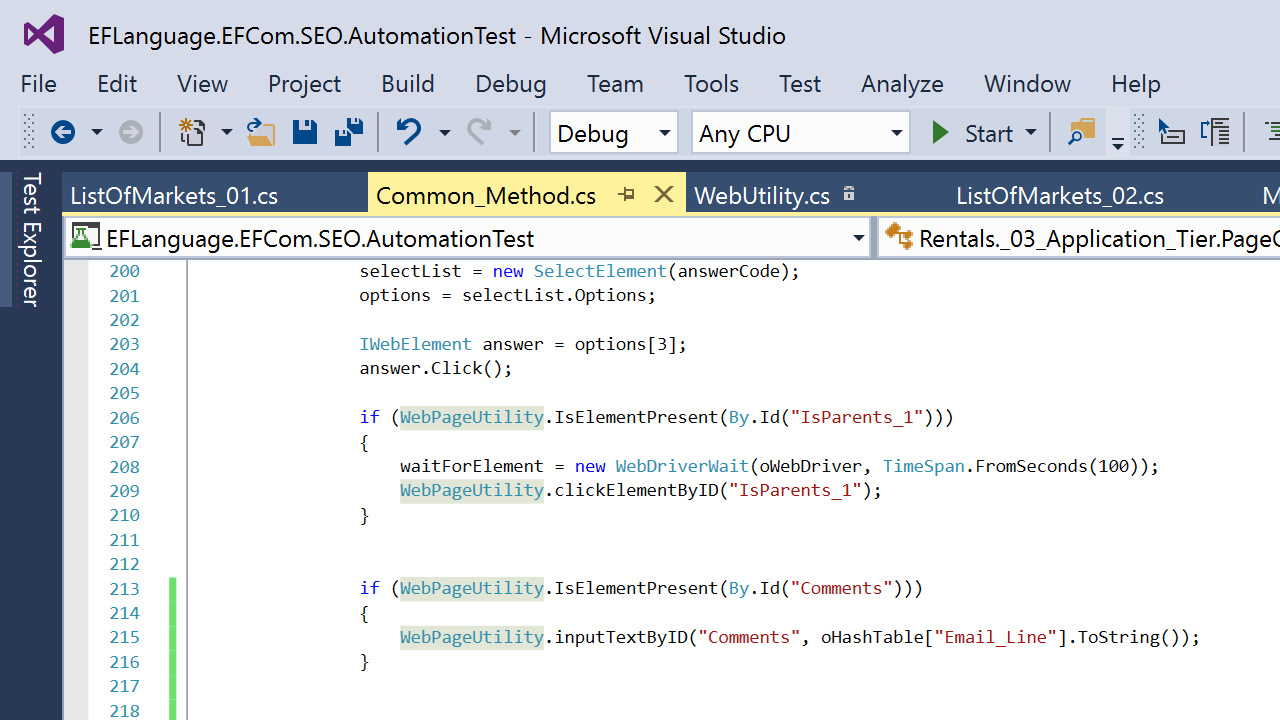 EFLanguage.EFCom.SEO.AutomationTest - Microsoft Visual Studio
File Edit View Project Build Debug Team Tools Test Analyze Window Help
Debug Any CPU Start
Test Explorer
ListOfMarkets_01.cs Common_Method.cs WebUtility.cs ListOfMarkets_02.cs M
EFLanguage.EFCom.SEO.AutomationTest Rentals._03_Application_Tier.Page
200 selectList = new SelectElement(answerCode);
201 options = selectList.Options;
202
203 IWebElement answer = options[3];
204 answer.Click();
205
206 if (WebPageUtility.IsElementPresent(By.Id("IsParents_1")))
207 {
208 waitForElement = new WebDriverWait(oWebDriver, TimeSpan.FromSeconds(100));
209 WebPageUtility.clickElementByID("IsParents_1");
210 }
211
212
213 if (WebPageUtility.IsElementPresent(By.Id("Comments")))
214 {
215 WebPageUtility.inputTextByID("Comments", oHashTable["Email_Line"].ToString());
216 }
217
218